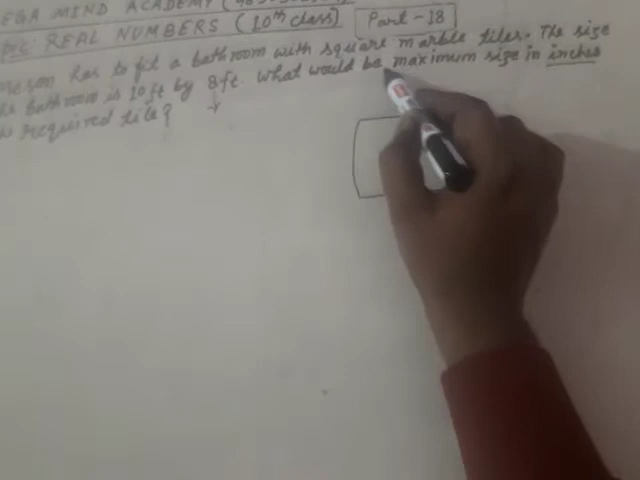 EGA MIND ACADEMY
REAL NUMBERS (10th class) Part-18
has to fit a bathroom with square marble tiles. The size
bathroom is 10 ft by 8 ft. What would be maximum size in inches
required tile?